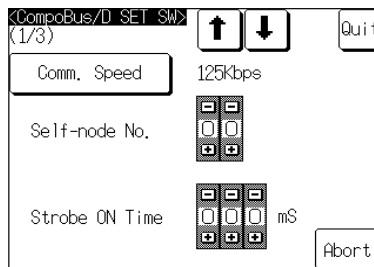 <CompoBus/D SET SW>
(1/3)
Quit
Comm. Speed 125Kbps
Self-node No. 00
Strobe ON Time 000 mS
Abort